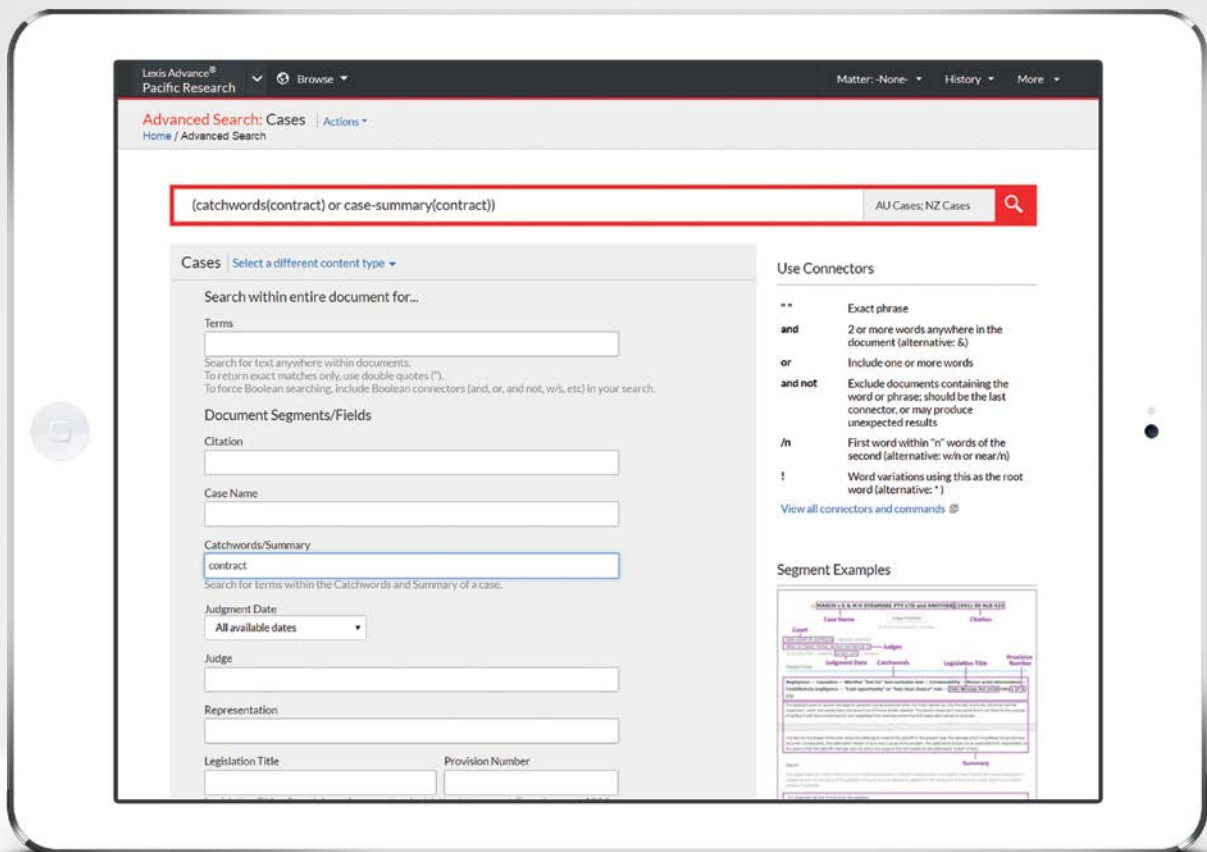 Lexis Advance®
Pacific Research
Browse
Matter: -None-
History
More
Advanced Search: Cases
Actions
Home / Advanced Search
(catchwords(contract) or case-summary(contract))
AU Cases; NZ Cases
Cases
Select a different content type
Search within entire document for...
Terms
Search for text anywhere within documents.
To return exact matches only, use double quotes (").
To force Boolean searching, include Boolean connectors (and, or, and not, w/s, etc) in your search.
Document Segments/Fields
Citation
Case Name
Catchwords/Summary
contract
Search for terms within the Catchwords and Summary of a case.
Judgment Date
All available dates
Judge
Representation
Legislation Title
Provision Number
Use Connectors
" " Exact phrase
and 2 or more words anywhere in the
document (alternative: &)
or Include one or more words
and not Exclude documents containing the
word or phrase; should be the last
connector, or may produce
unexpected results
/n First word within "n" words of the
second (alternative: w/n or near/n)
! Word variations using this as the root
word (alternative: *)
View all connectors and commands
Segment Examples
Case Name
Citation
Court
Judges
Judgment Date
Catchwords
Legislation Title
Provision
Number
Summary